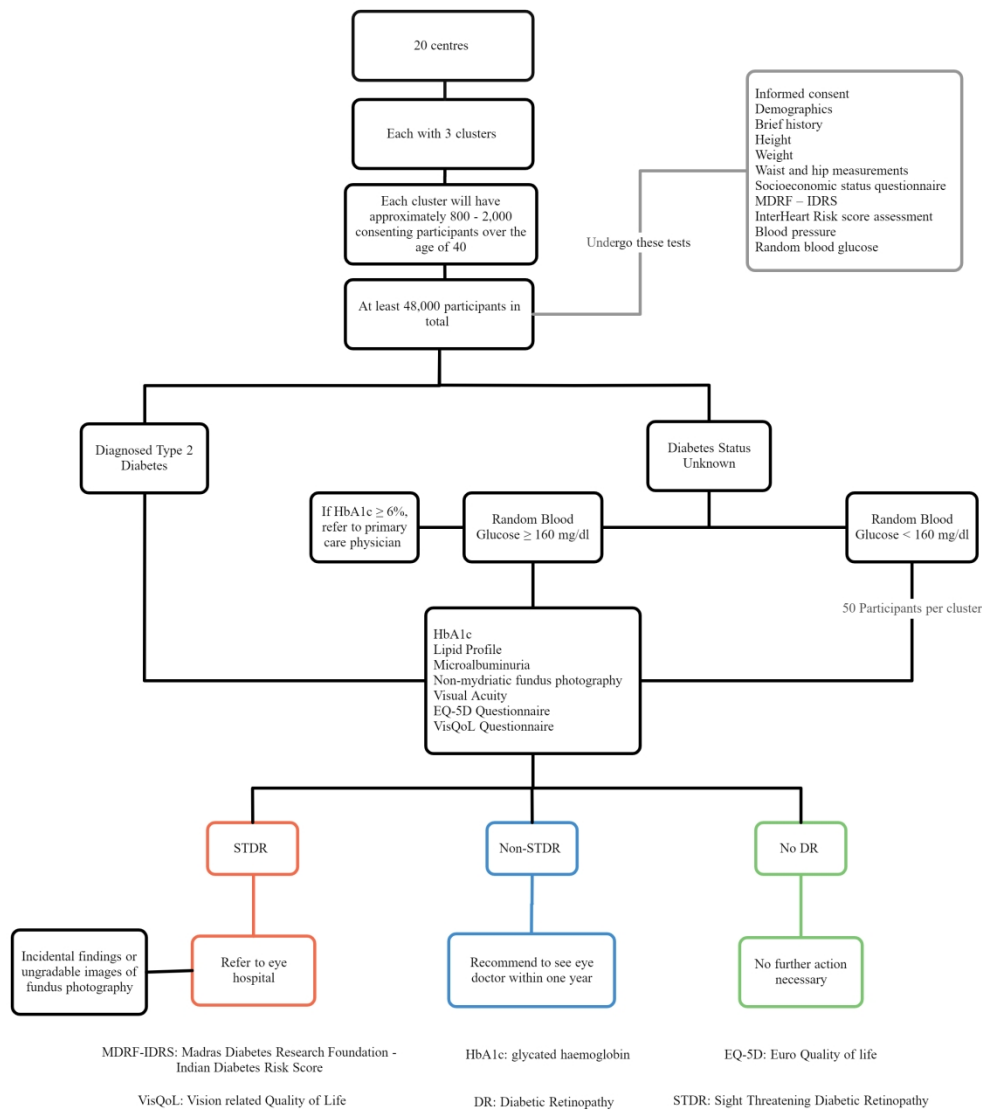 20 centres
Each with 3 clusters
Each cluster will have
approximately 800 - 2,000
consenting participants over the
age of 40
At least 48,000 participants in
total
Undergo these tests
Informed consent
Demographics
Brief history
Height
Weight
Waist and hip measurements
Socioeconomic status questionnaire
MDRF – IDRS
InterHeart Risk score assessment
Blood pressure
Random blood glucose
Diagnosed Type 2
Diabetes
Diabetes Status
Unknown
If HbA1c ≥ 6%,
refer to primary
care physician
Random Blood
Glucose ≥ 160 mg/dl
Random Blood
Glucose < 160 mg/dl
50 Participants per cluster
HbA1c
Lipid Profile
Microalbuminuria
Non-mydriatic fundus photography
Visual Acuity
EQ-5D Questionnaire
VisQoL Questionnaire
STDR
Non-STDR
No DR
Incidental findings or
ungradable images of
fundus photography
Refer to eye
hospital
Recommend to see eye
doctor within one year
No further action
necessary
MDRF-IDRS: Madras Diabetes Research Foundation -
Indian Diabetes Risk Score
HbA1c: glycated haemoglobin
EQ-5D: Euro Quality of life
VisQoL: Vision related Quality of Life
DR: Diabetic Retinopathy
STDR: Sight Threatening Diabetic Retinopathy